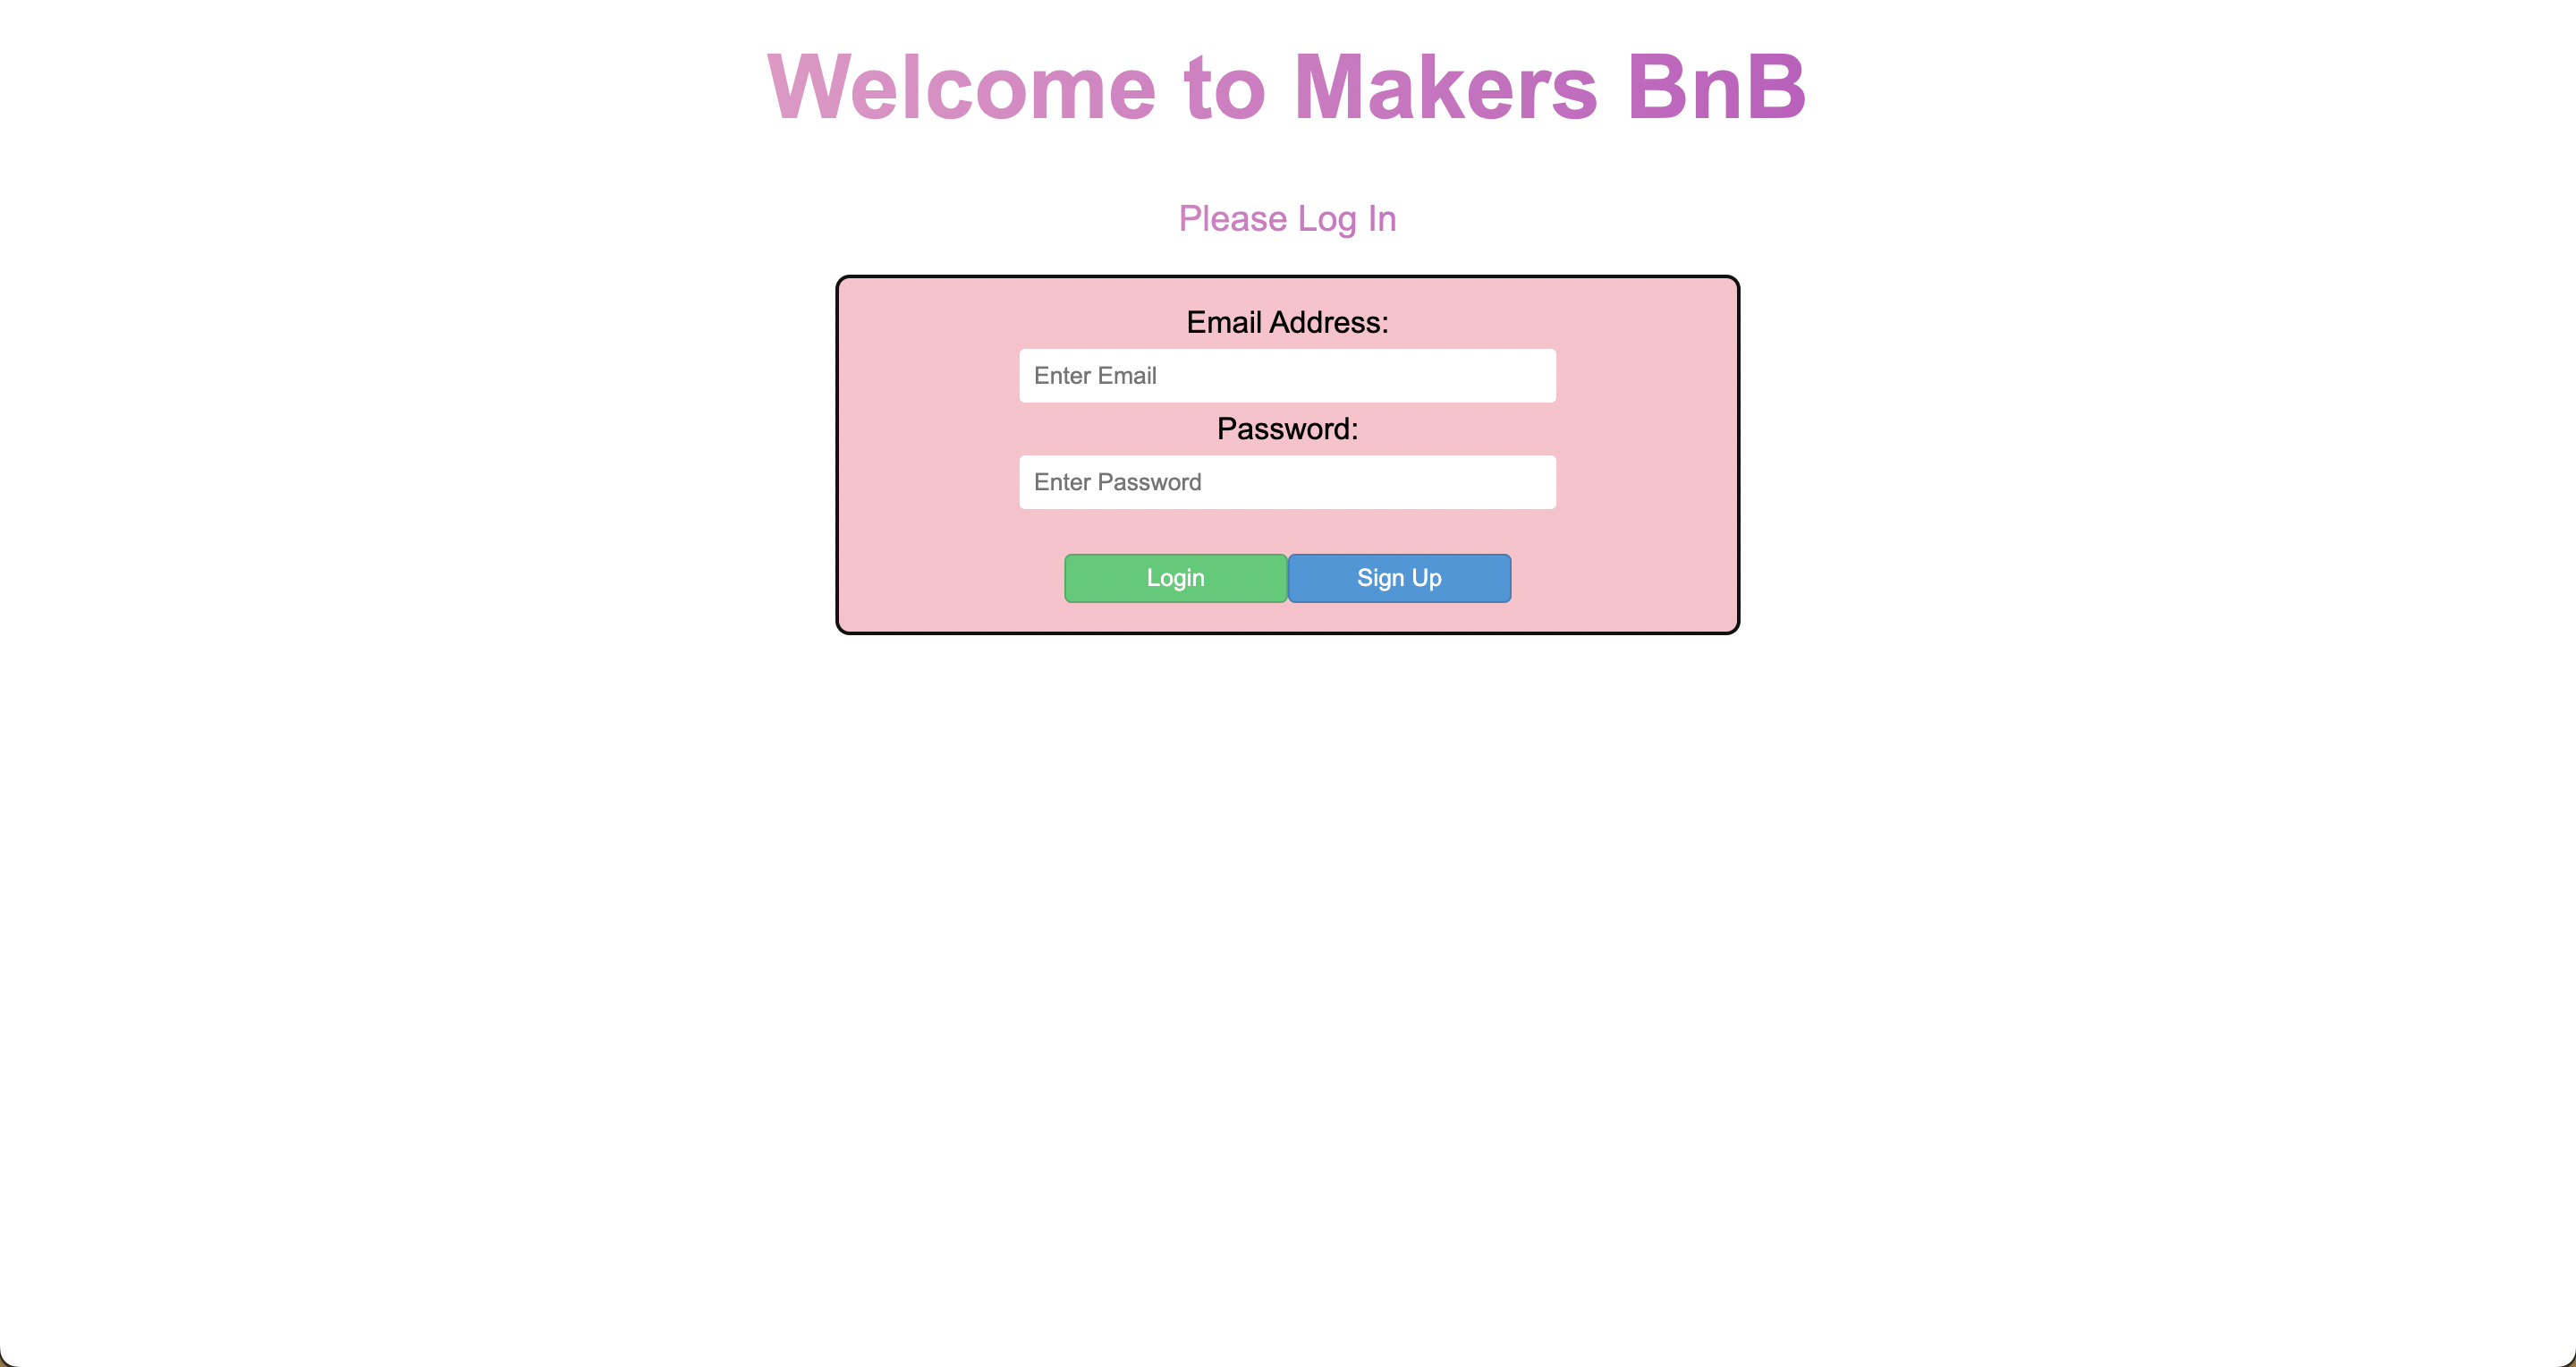 Welcome to Makers BnB
Please Log In
Email Address:
Enter Email
Password:
Enter Password
Login Sign Up